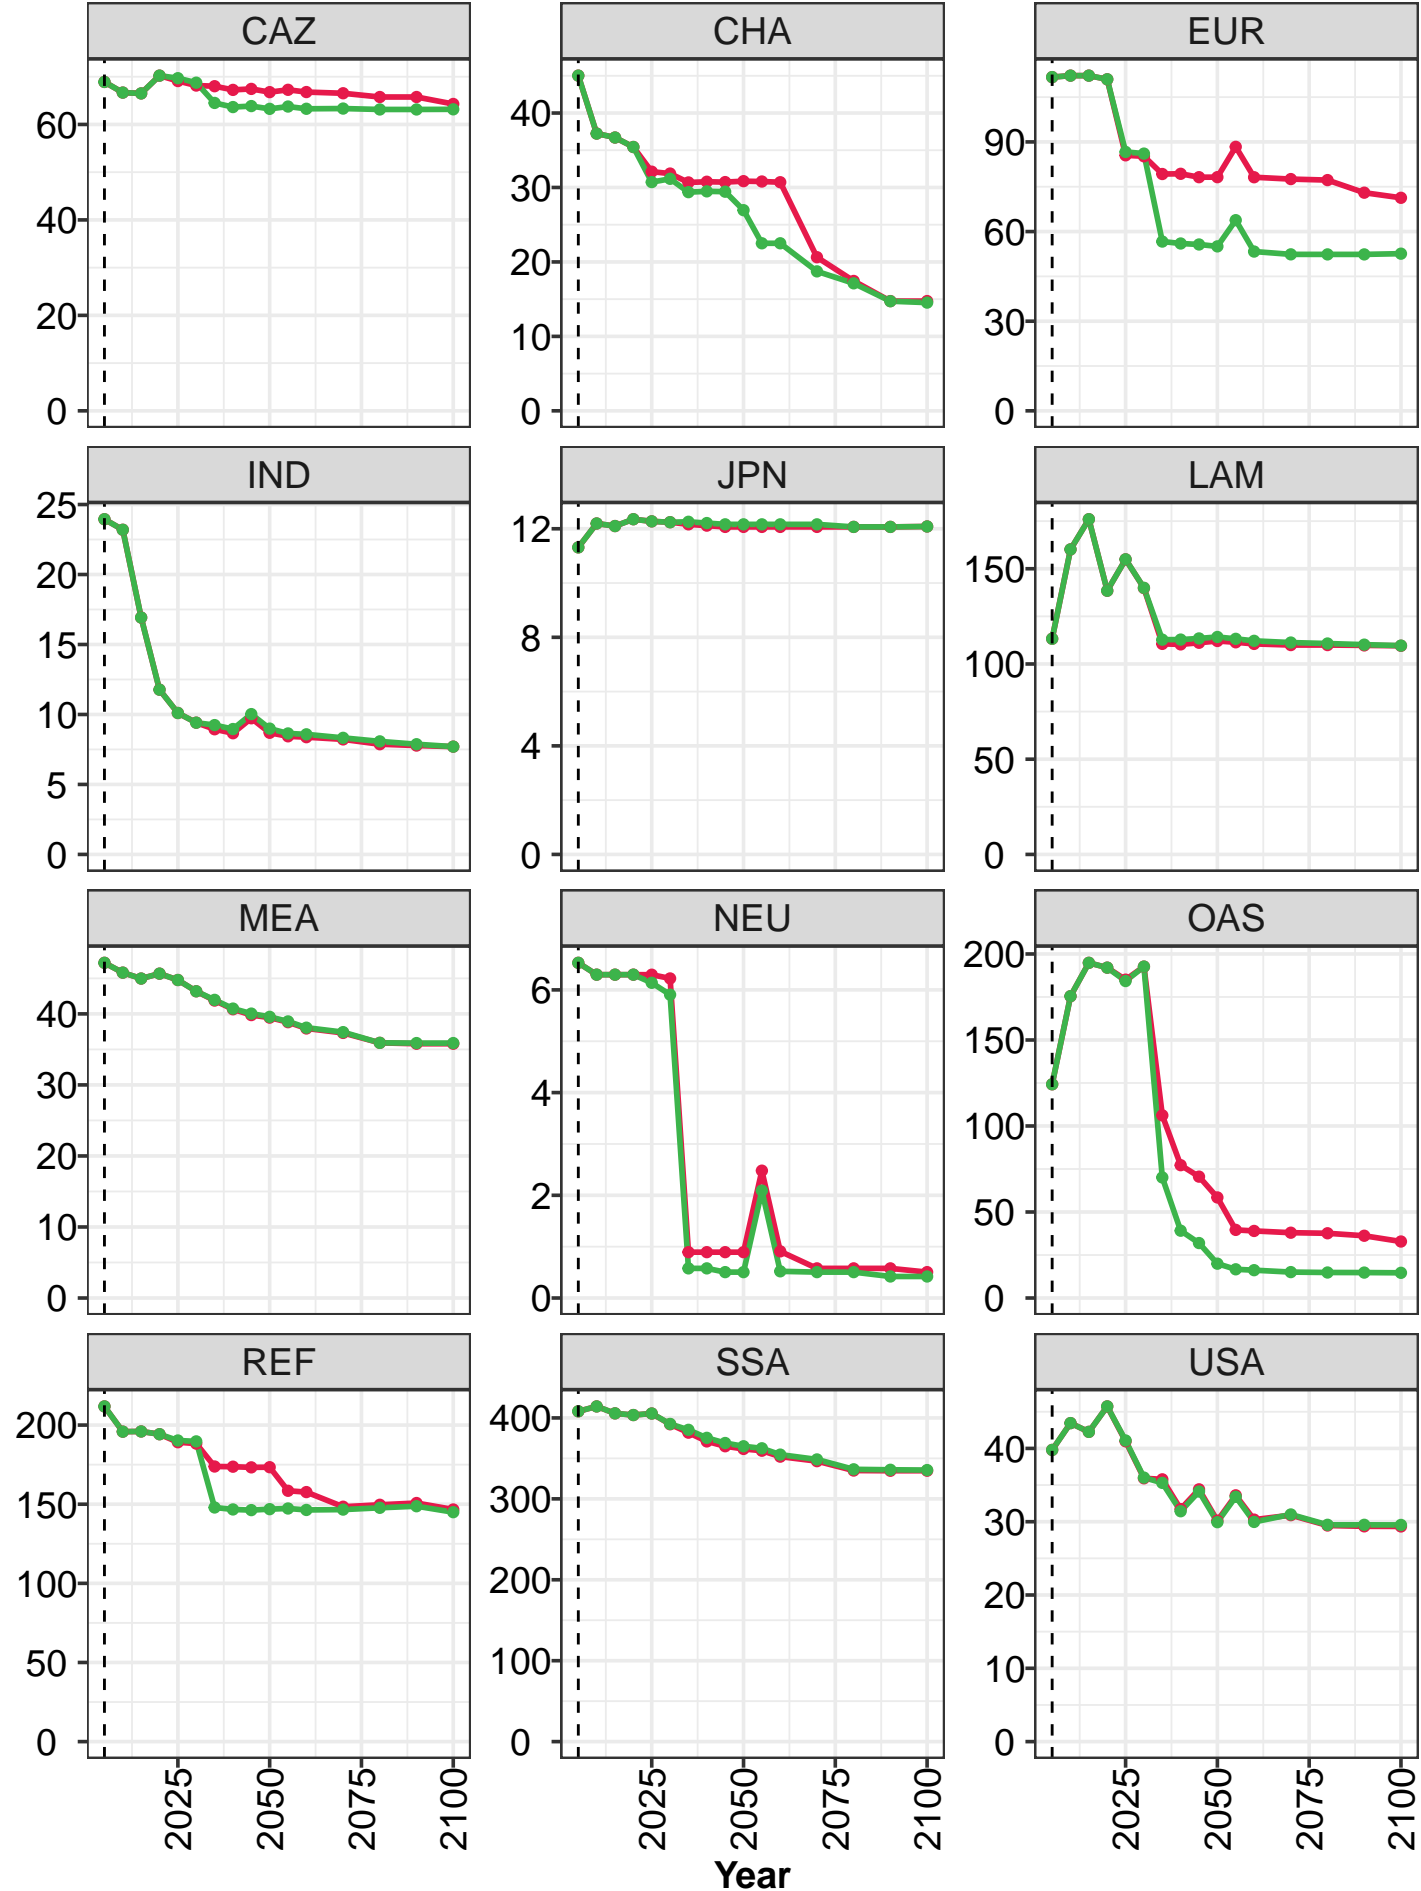 CAZ CHA EUR
60 40 20 0
40 30 20 10 0
90 60 30 0
IND JPN LAM
25 20 15 10 5 0
12 8 4 0
150 100 50 0
MEA NEU OAS
40 30 20 10 0
6 4 2 0
200 150 100 50 0
REF SSA USA
200 150 100 50 0
400 300 200 100 0
40 30 20 10 0
2025 2050 2075 2100
2025 2050 2075 2100
2025 2050 2075 2100
Year